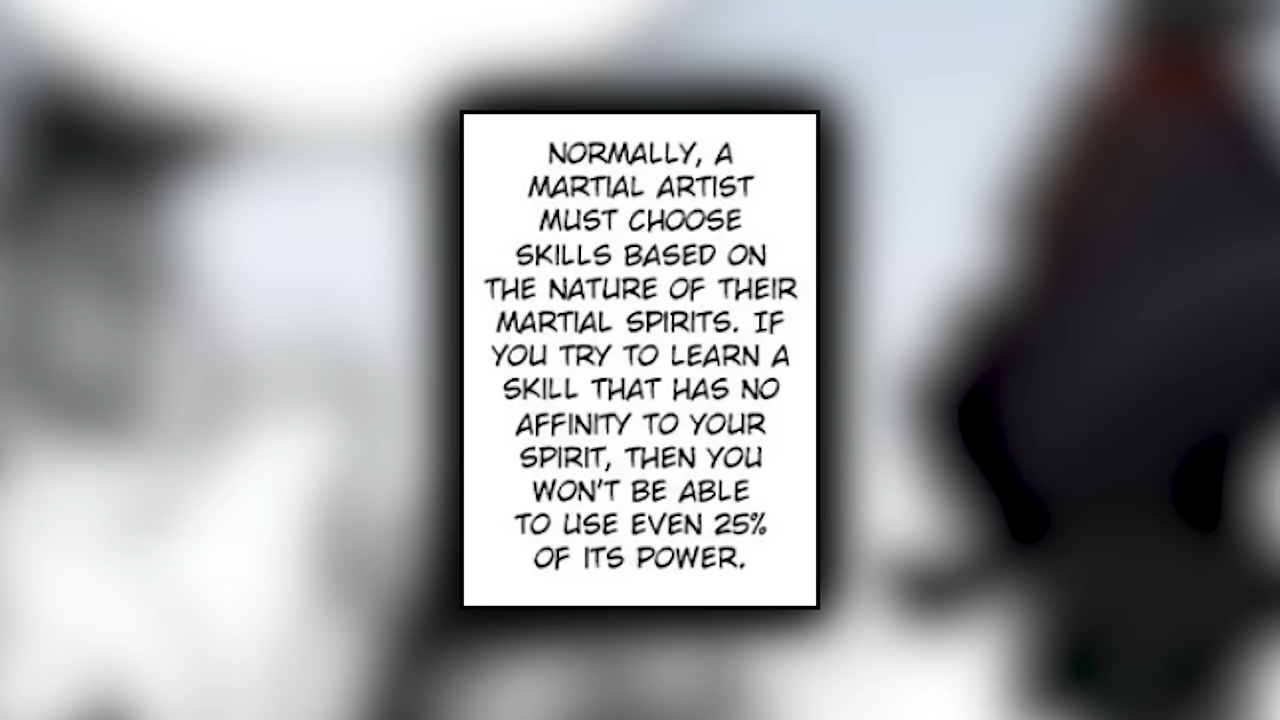 NORMALLY, A
MARTIAL ARTIST
MUST CHOOSE
SKILLS BASED ON
THE NATURE OF THEIR
MARTIAL SPIRITS. IF
YOU TRY TO LEARN A
SKILL THAT HAS NO
AFFINITY TO YOUR
SPIRIT, THEN YOU
WON'T BE ABLE
TO USE EVEN 25%
OF ITS POWER.